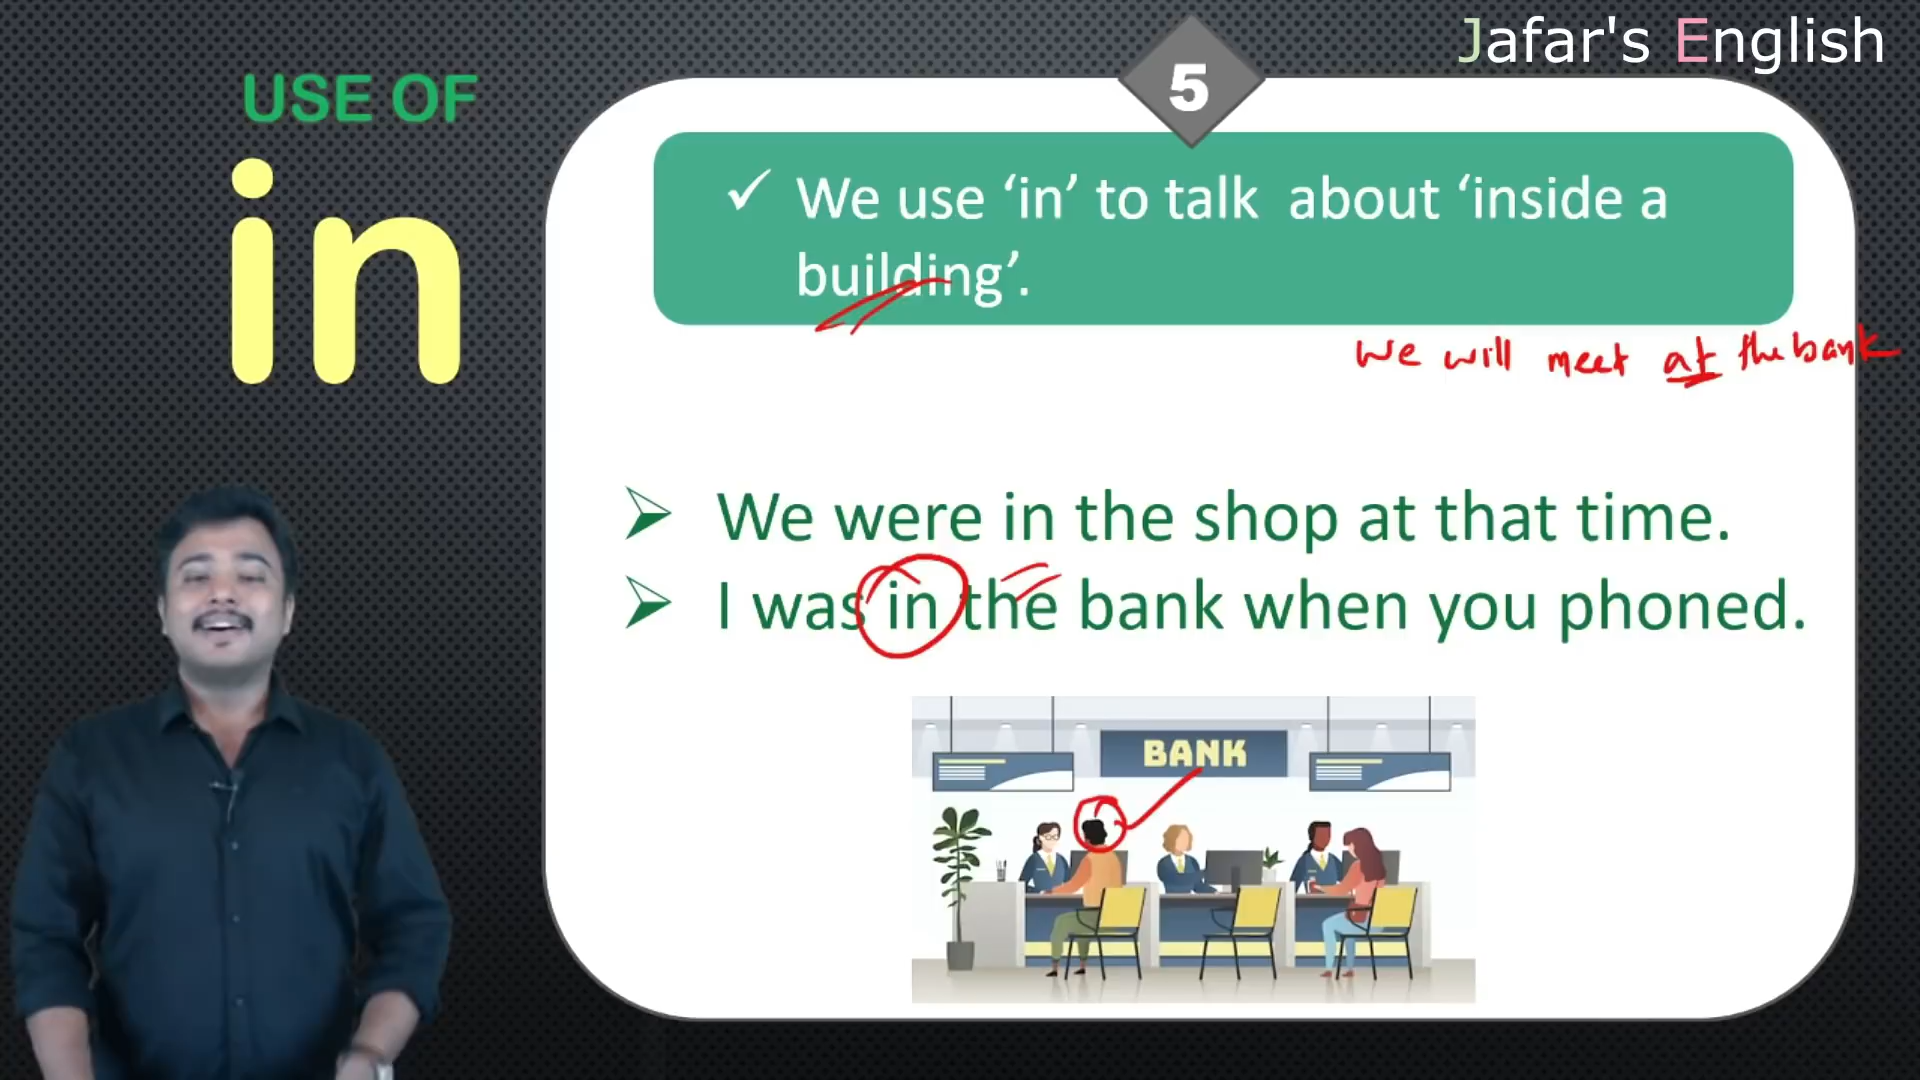 Jafar's English
USE OF
in
5
✓ We use ‘in’ to talk about ‘inside a
building’.
We will meet at the bank
➢ We were in the shop at that time.
➢ I was in the bank when you phoned.
BANK